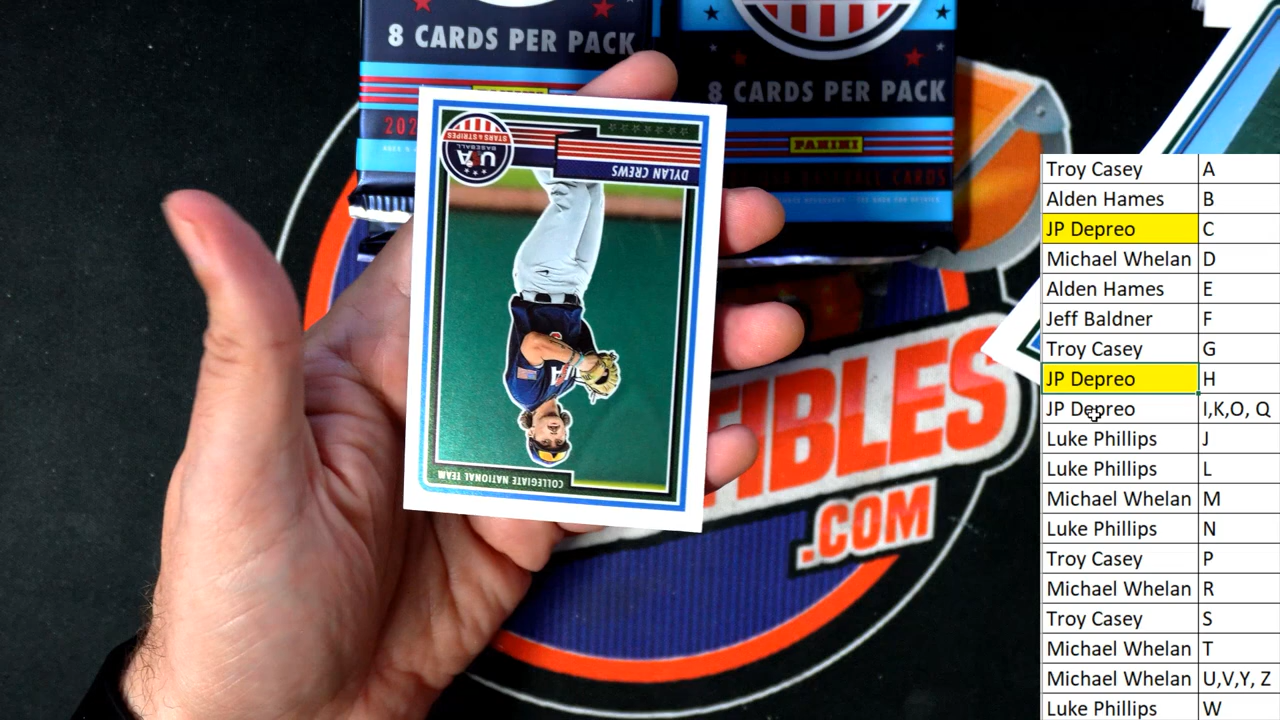 8 CARDS PER PACK
8 CARDS PER PACK
202
PANINI
DYLAN CREWS
USA
BASEBALL
STARS & STRIPES
COLLEGIATE NATIONAL TEAM
TIBLES
.COM
Troy Casey A
Alden Hames B
JP Depreo C
Michael Whelan D
Alden Hames E
Jeff Baldner F
Troy Casey G
JP Depreo H
JP Depreo I,K,O, Q
Luke Phillips J
Luke Phillips L
Michael Whelan M
Luke Phillips N
Troy Casey P
Michael Whelan R
Troy Casey S
Michael Whelan T
Michael Whelan U,V,Y, Z
Luke Phillips W